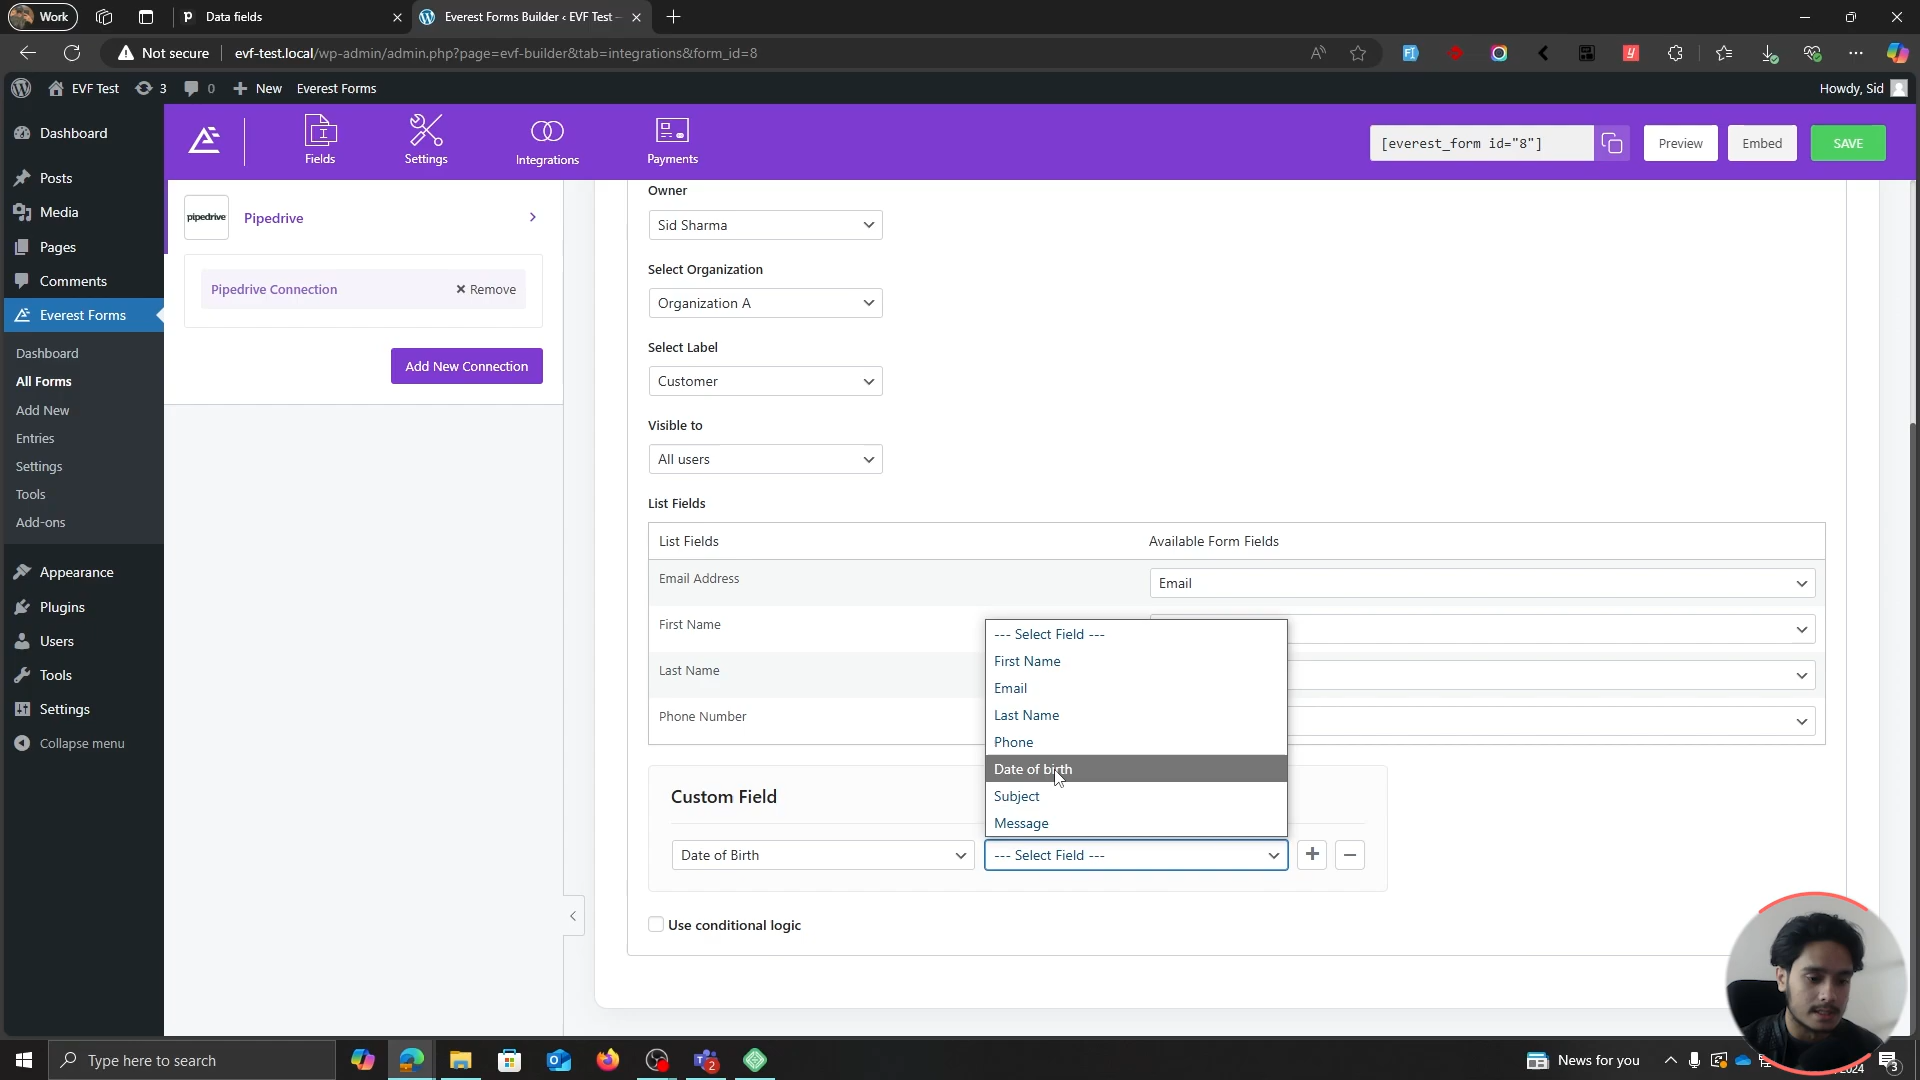 Work
Data fields
Everest Forms Builder ‹ EVF Test –
Not secure
evf-test.local/wp-admin/admin.php?page=evf-builder&tab=integrations&form_id=8
EVF Test
3
0
New
Everest Forms
Howdy, Sid
Dashboard
Posts
Media
Pages
Comments
Everest Forms
Dashboard
All Forms
Add New
Entries
Settings
Tools
Add-ons
Appearance
Plugins
Users
Tools
Settings
Collapse menu
Fields
Settings
Integrations
Payments
[everest_form id="8"]
Preview
Embed
SAVE
pipedrive
Pipedrive
Pipedrive Connection
Remove
Add New Connection
Owner
Sid Sharma
Select Organization
Organization A
Select Label
Customer
Visible to
All users
List Fields
List Fields
Available Form Fields
Email Address
Email
First Name
Last Name
Phone Number
--- Select Field ---
First Name
Email
Last Name
Phone
Date of birth
Subject
Message
Custom Field
Date of Birth
--- Select Field ---
Use conditional logic
Type here to search
2
News for you
2024
3